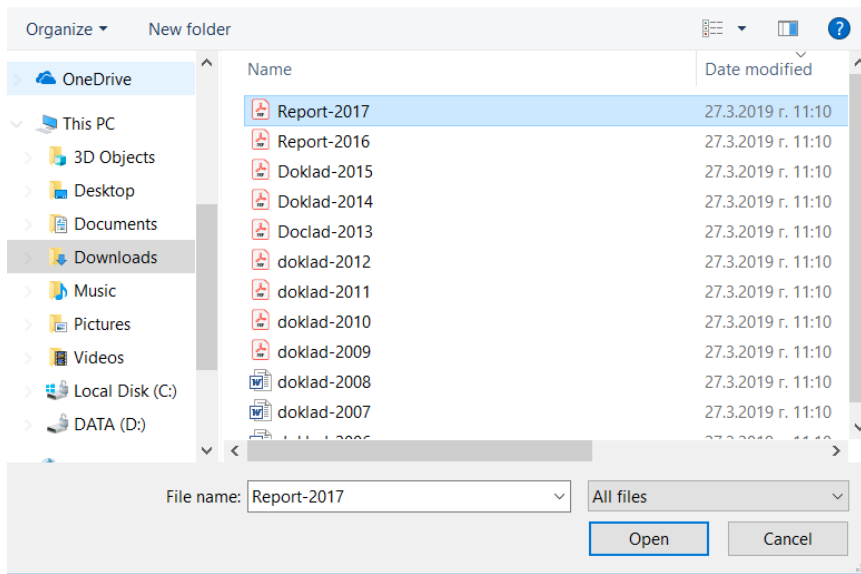 Organize New folder ?
Name Date modified
OneDrive
This PC
3D Objects
Desktop
Documents
Downloads
Music
Pictures
Videos
Local Disk (C:)
DATA (D:)
Report-2017 27.3.2019 г. 11:10
Report-2016 27.3.2019 г. 11:10
Doklad-2015 27.3.2019 г. 11:10
Doklad-2014 27.3.2019 г. 11:10
Doclad-2013 27.3.2019 г. 11:10
doklad-2012 27.3.2019 г. 11:10
doklad-2011 27.3.2019 г. 11:10
doklad-2010 27.3.2019 г. 11:10
doklad-2009 27.3.2019 г. 11:10
doklad-2008 27.3.2019 г. 11:10
doklad-2007 27.3.2019 г. 11:10
File name: Report-2017 All files
Open Cancel